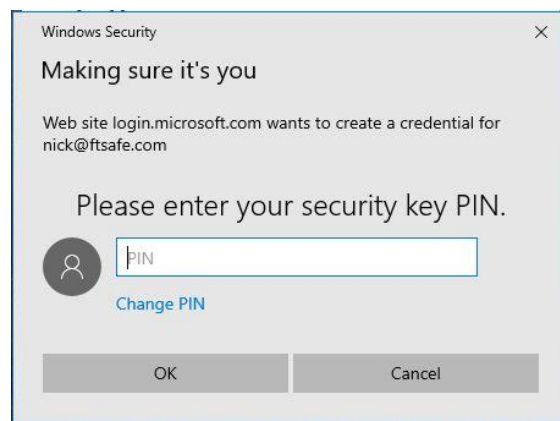 Windows Security
Making sure it's you
Web site login.microsoft.com wants to create a credential for
nick@ftsafe.com
Please enter your security key PIN.
PIN
Change PIN
OK
Cancel